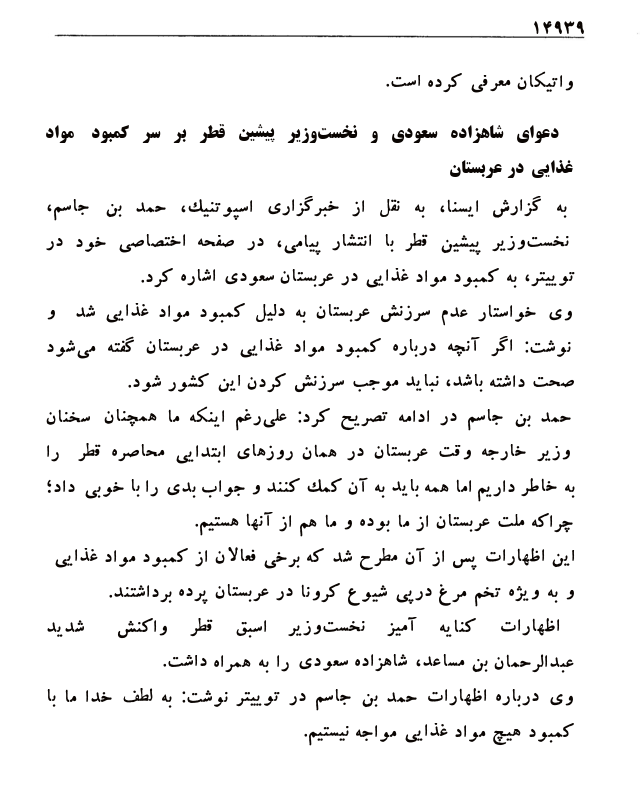 ۱۴۹۳۹
واتیکان معرفی کرده است.
دعوای شاهزاده سعودی و نخست‌وزیر پیشین قطر بر سر کمبود مواد
غذایی در عربستان
به گزارش ایسنا، به نقل از خبرگزاری اسپوتنیك، حمد بن جاسم،
نخست‌وزیر پیشین قطر با انتشار پیامی، در صفحه اختصاصی خود در
توییتر، به کمبود مواد غذایی در عربستان سعودی اشاره کرد.
وی خواستار عدم سرزنش عربستان به دلیل کمبود مواد غذایی شد و
نوشت: اگر آنچه درباره کمبود مواد غذایی در عربستان گفته می‌شود
صحت داشته باشد، نباید موجب سرزنش کردن این کشور شود.
حمد بن جاسم در ادامه تصریح کرد: علی‌رغم اینکه ما همچنان سخنان
وزیر خارجه وقت عربستان در همان روزهای ابتدایی محاصره قطر را
به خاطر داریم اما همه باید به آن کمك کنند و جواب بدی را با خوبی داد؛
چراکه ملت عربستان از ما بوده و ما هم از آنها هستیم.
این اظهارات پس از آن مطرح شد که برخی فعالان از کمبود مواد غذایی
و به ویژه تخم مرغ درپی شیوع کرونا در عربستان پرده برداشتند.
اظهارات کنایه آمیز نخست‌وزیر اسبق قطر واکنش شدید
عبدالرحمان بن مساعد، شاهزاده سعودی را به همراه داشت.
وی درباره اظهارات حمد بن جاسم در توییتر نوشت: به لطف خدا ما با
کمبود هیچ مواد غذایی مواجه نیستیم.